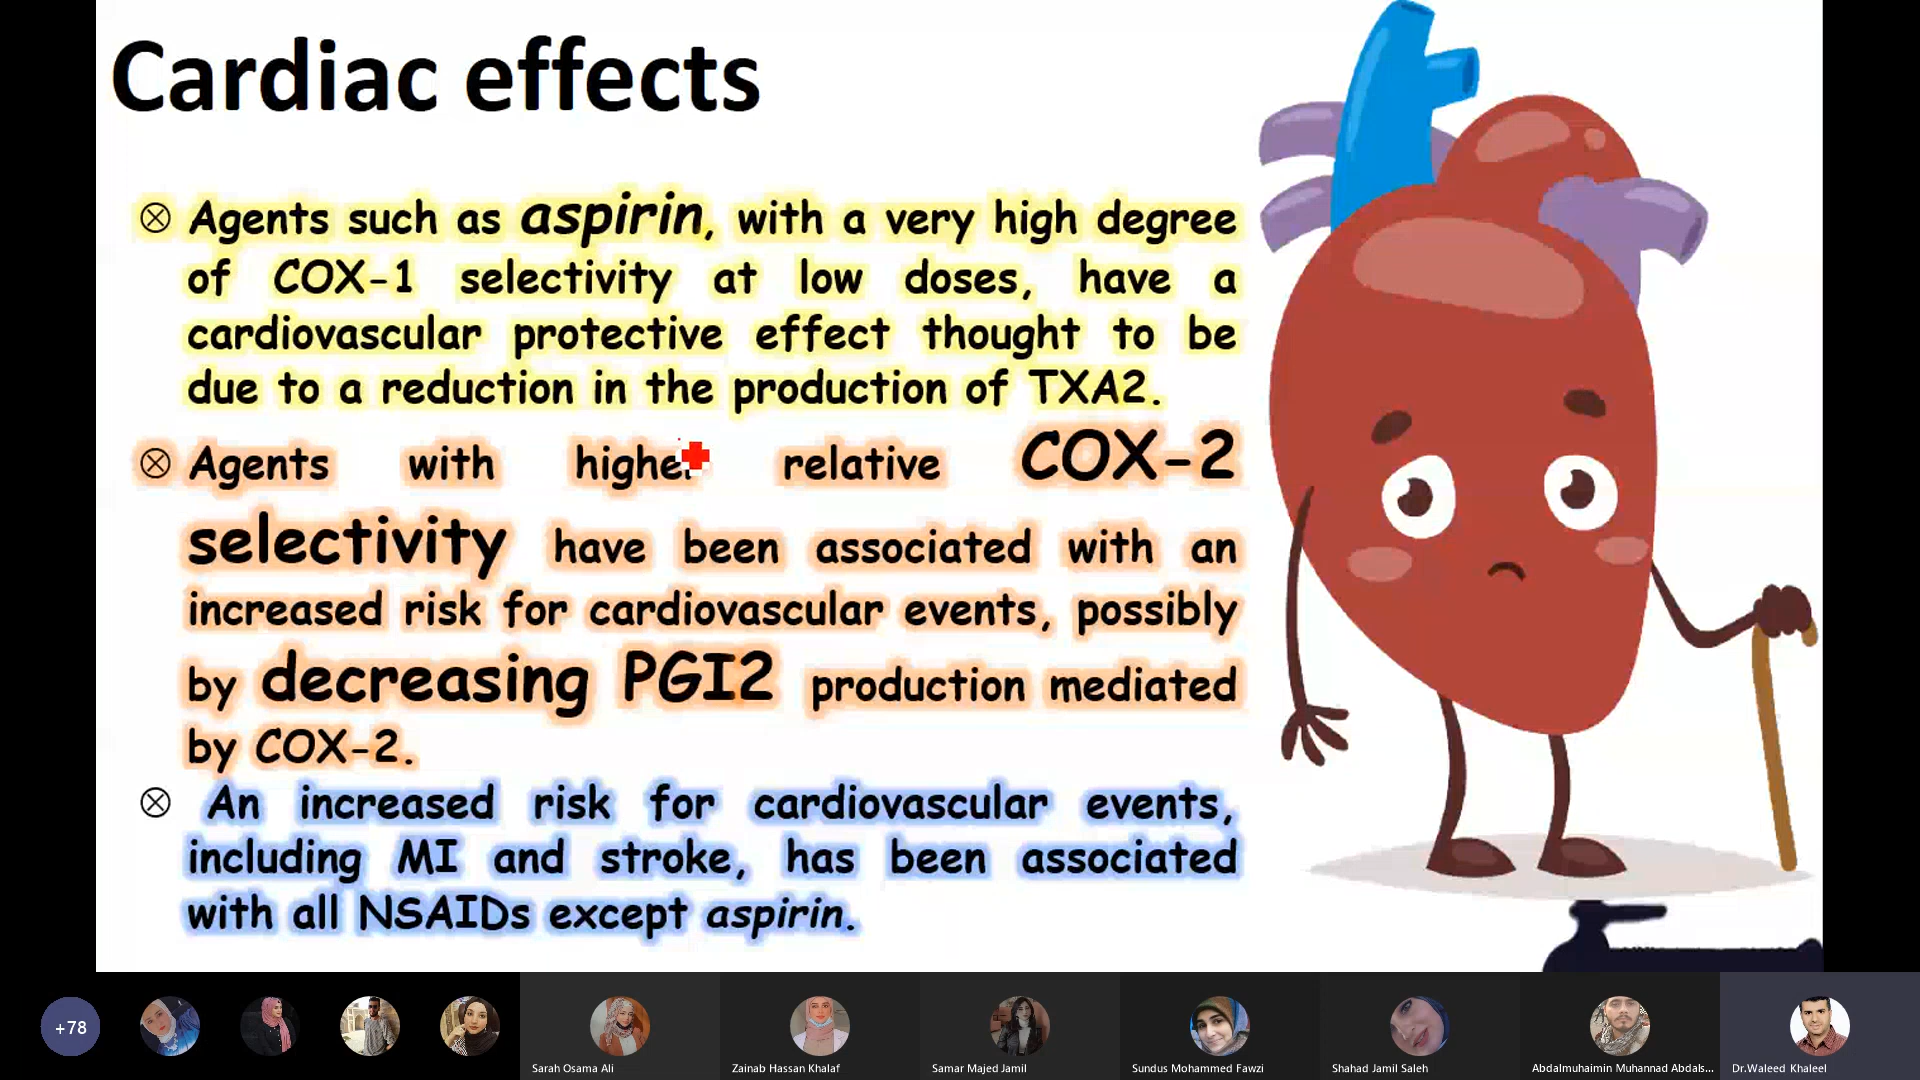 Cardiac effects
⊗ Agents such as aspirin, with a very high degree
of COX-1 selectivity at low doses, have a
cardiovascular protective effect thought to be
due to a reduction in the production of TXA2.
⊗ Agents with higher relative COX-2
selectivity have been associated with an
increased risk for cardiovascular events, possibly
by decreasing PGI2 production mediated
by COX-2.
⊗ An increased risk for cardiovascular events,
including MI and stroke, has been associated
with all NSAIDs except aspirin.
+78
Sarah Osama Ali
Zainab Hassan Khalaf
Samar Majed Jamil
Sundus Mohammed Fawzi
Shahad Jamil Saleh
Abdalmuhaimin Muhannad Abdals...
Dr.Waleed Khaleel